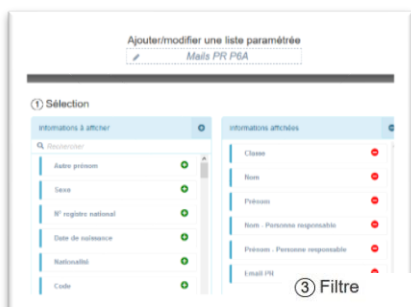 Ajouter/modifier une liste paramétrée
Mails PR P6A
1 Sélection
Informations à afficher
Rechercher
Autre prénom
Sexe
N° registre national
Date de naissance
Nationalité
Code
Informations affichées
Classe
Nom
Prénom
Nom - Personne responsable
Prénom - Personne responsable
Email-PR
3 Filtre